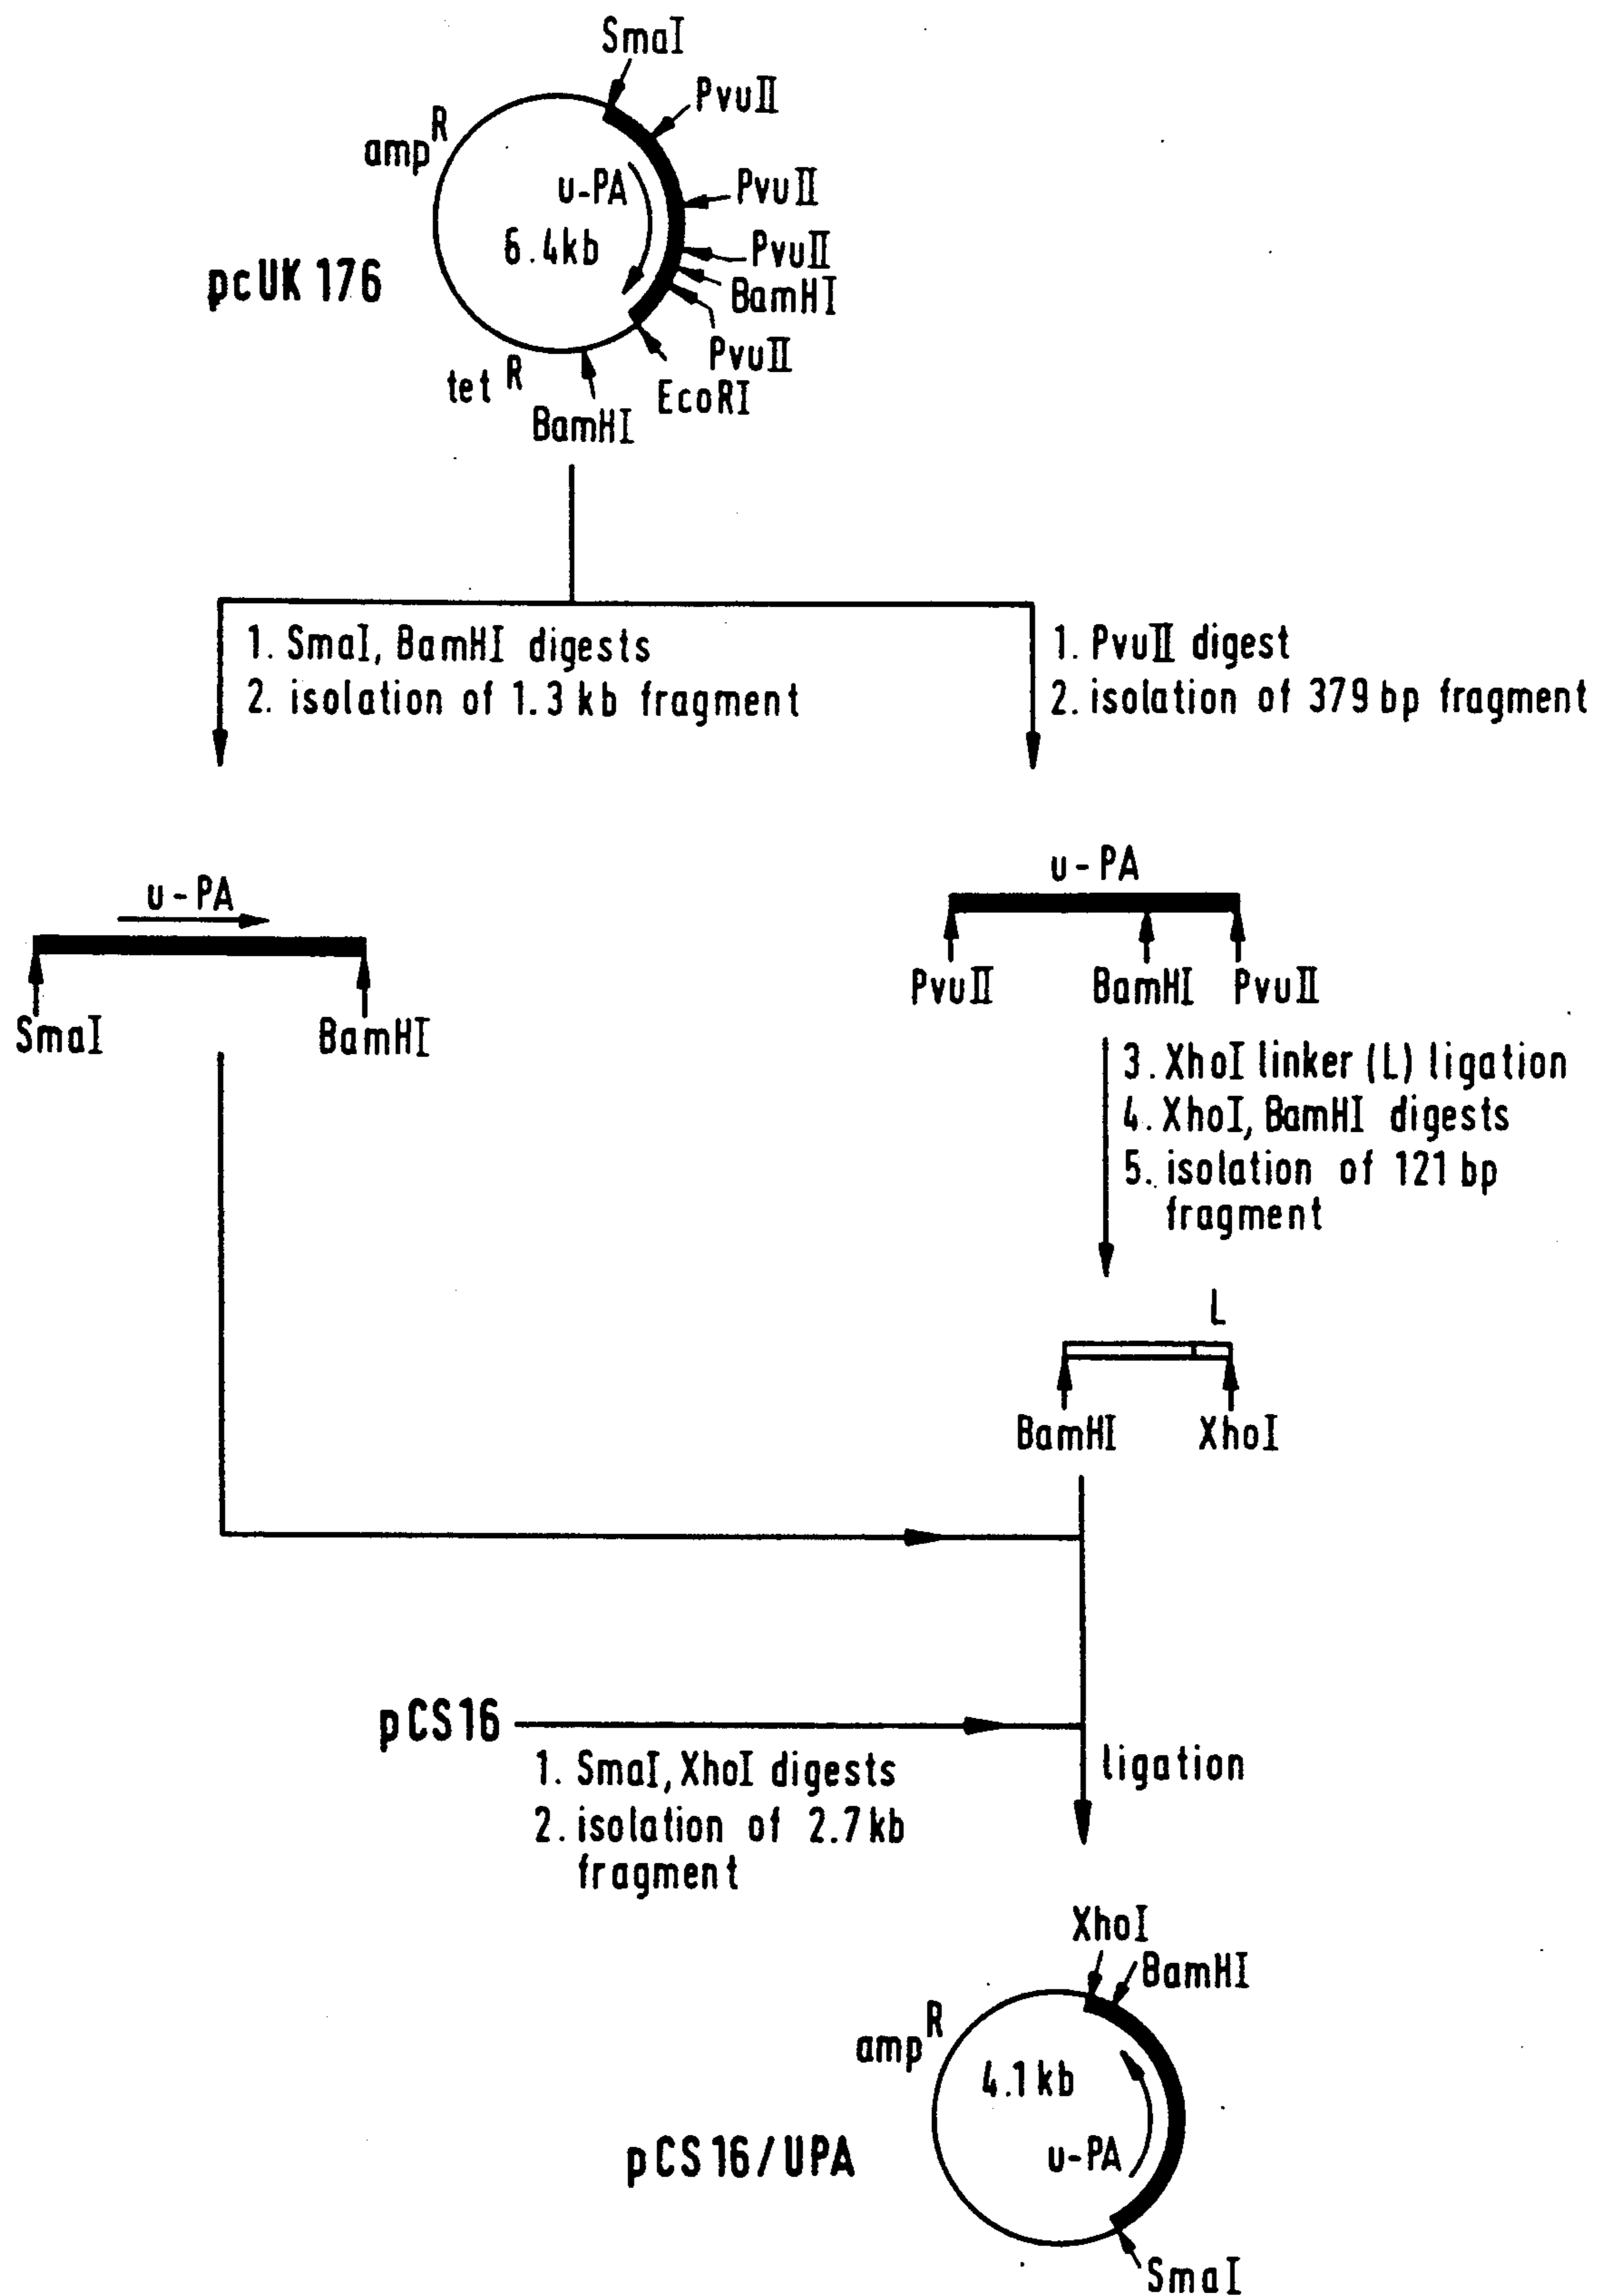 SmaI
PvuII
amp R
u-PA
PvuII
6.4kb
PvuII
pcUK 176
BamHI
PvuII
tet R
EcoRI
BamHI
1. SmaI, BamHI digests
2. isolation of 1.3 kb fragment
1. PvuII digest
2. isolation of 379 bp fragment
u-PA
SmaI
BamHI
u-PA
PvuII
BamHI
PvuII
3. XhoI linker (L) ligation
4. XhoI, BamHI digests
5. isolation of 121 bp
fragment
L
BamHI
XhoI
pCS16
1. SmaI, XhoI digests
2. isolation of 2.7kb
fragment
ligation
XhoI
BamHI
amp R
4.1kb
pCS16/UPA
u-PA
SmaI